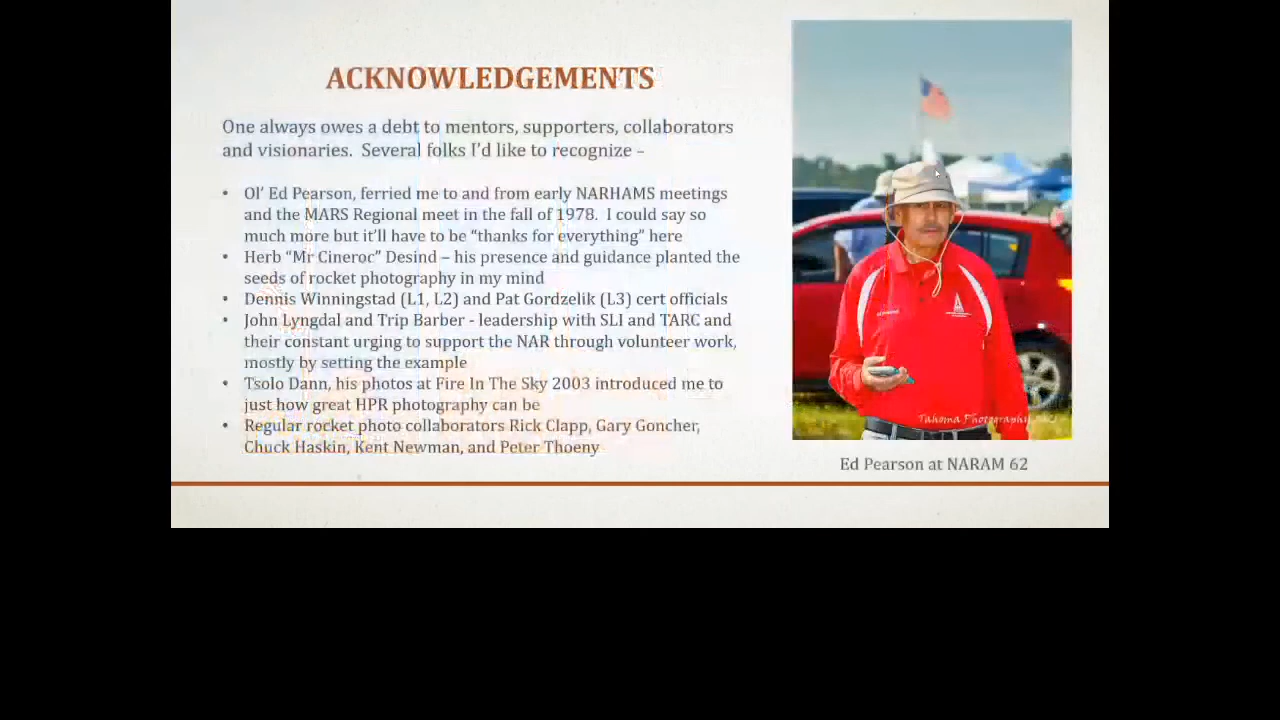 ACKNOWLEDGEMENTS
One always owes a debt to mentors, supporters, collaborators
and visionaries. Several folks I'd like to recognize –
• Ol' Ed Pearson, ferried me to and from early NARHAMS meetings
and the MARS Regional meet in the fall of 1978. I could say so
much more but it'll have to be "thanks for everything" here
• Herb "Mr Cineroc" Desind – his presence and guidance planted the
seeds of rocket photography in my mind
• Dennis Winningstad (L1, L2) and Pat Gordzelik (L3) cert officials
• John Lyngdal and Trip Barber - leadership with SLI and TARC and
their constant urging to support the NAR through volunteer work,
mostly by setting the example
• Tsolo Dann, his photos at Fire In The Sky 2003 introduced me to
just how great HPR photography can be
• Regular rocket photo collaborators Rick Clapp, Gary Goncher,
Chuck Haskin, Kent Newman, and Peter Thoeny
Tahoma Photography
Ed Pearson at NARAM 62